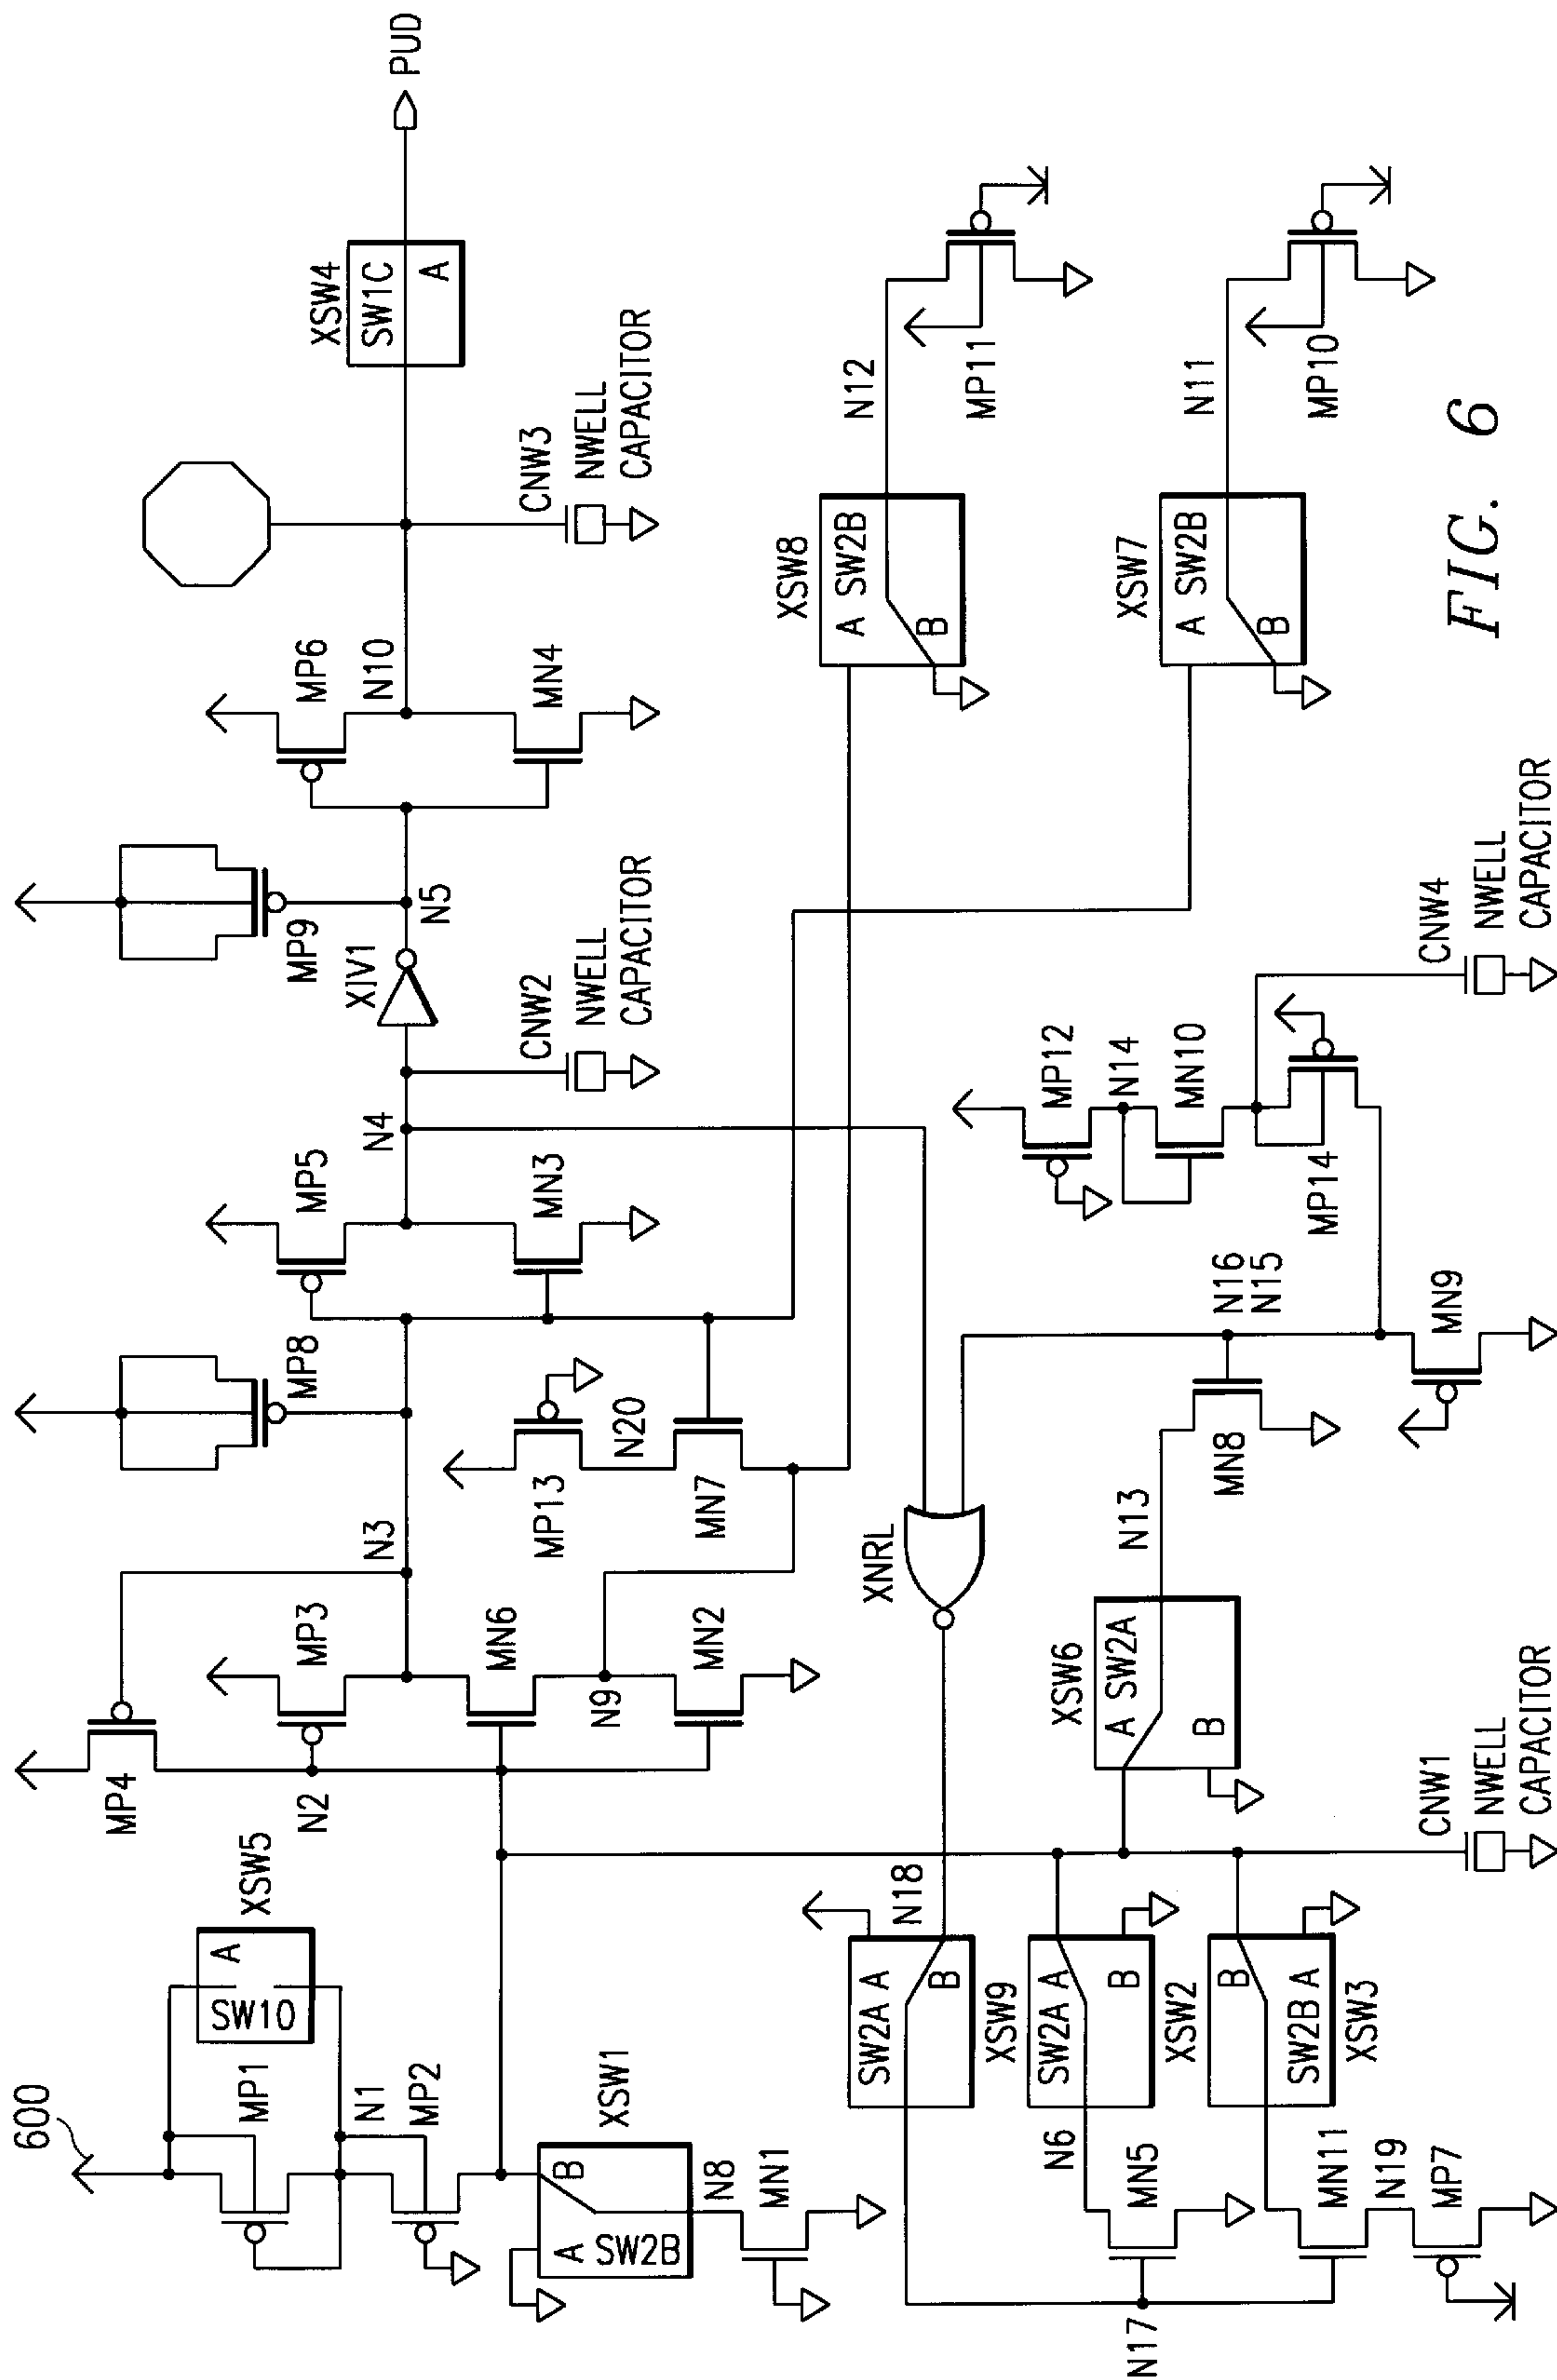 600
MP1
N1
MP2
SW10
A
XSW5
XSW1
A
B
SW2B
N8
MN1
MP4
N2
MP3
N3
MN6
N9
MN2
MP8
MP13
N20
MN7
MP5
N4
MN3
XIV1
CNW2
NWELL
CAPACITOR
MP9
N5
MP6
N10
MN4
CNW3
NWELL
CAPACITOR
XSW4
SW1C
A
PUD
XSW8
A SW2B
B
N12
MP11
XSW7
A SW2B
B
N11
MP10
XNRL
N18
SW2A A
B
XSW9
SW2A A
B
XSW2
B
SW2B A
XSW3
N6
MN5
N17
MN11
N19
MP7
XSW6
A SW2A
B
N13
MN8
N16
N15
MN9
MP12
N14
MN10
MP14
CNW1
NWELL
CAPACITOR
CNW4
NWELL
CAPACITOR
FIG. 6